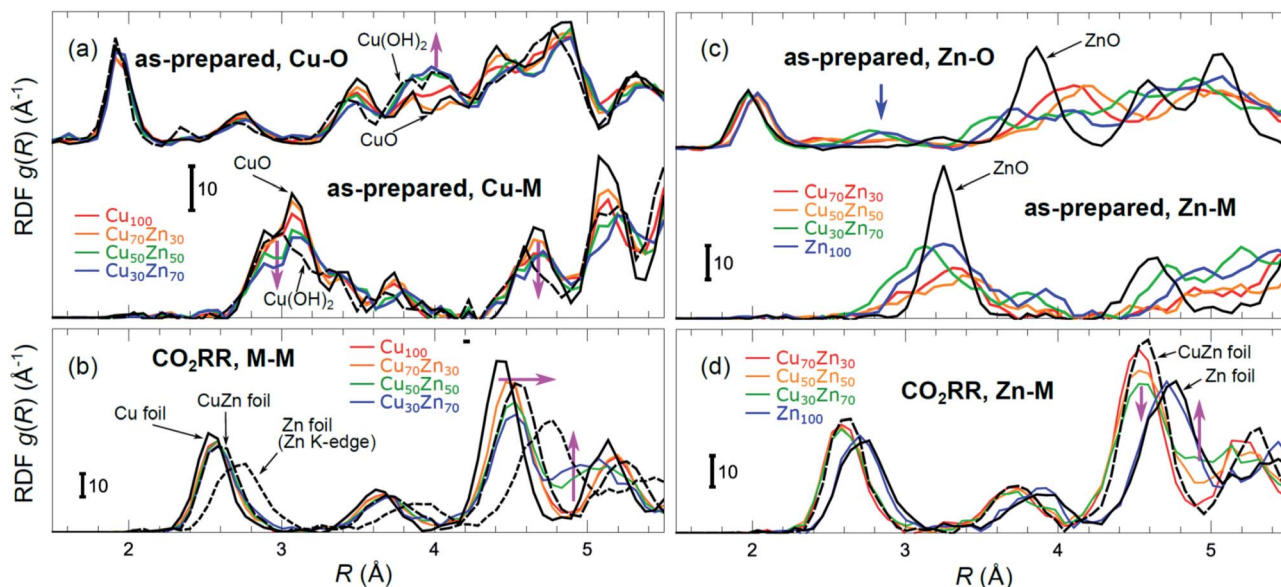 RDF g(R) (Å⁻¹)
(a)
as-prepared, Cu-O
Cu(OH)₂
CuO
CuO
10
as-prepared, Cu-M
Cu₁₀₀
Cu₇₀Zn₃₀
Cu₅₀Zn₅₀
Cu₃₀Zn₇₀
Cu(OH)₂
RDF g(R) (Å⁻¹)
(b)
CO₂RR, M-M
Cu₁₀₀
Cu₇₀Zn₃₀
Cu₅₀Zn₅₀
Cu₃₀Zn₇₀
Cu foil
CuZn foil
Zn foil
(Zn K-edge)
10
2
3
4
5
R (Å)
(c)
as-prepared, Zn-O
ZnO
ZnO
Cu₇₀Zn₃₀
Cu₅₀Zn₅₀
Cu₃₀Zn₇₀
Zn₁₀₀
as-prepared, Zn-M
10
(d)
Cu₇₀Zn₃₀
Cu₅₀Zn₅₀
Cu₃₀Zn₇₀
Zn₁₀₀
CO₂RR, Zn-M
CuZn foil
Zn foil
10
2
3
4
5
R (Å)